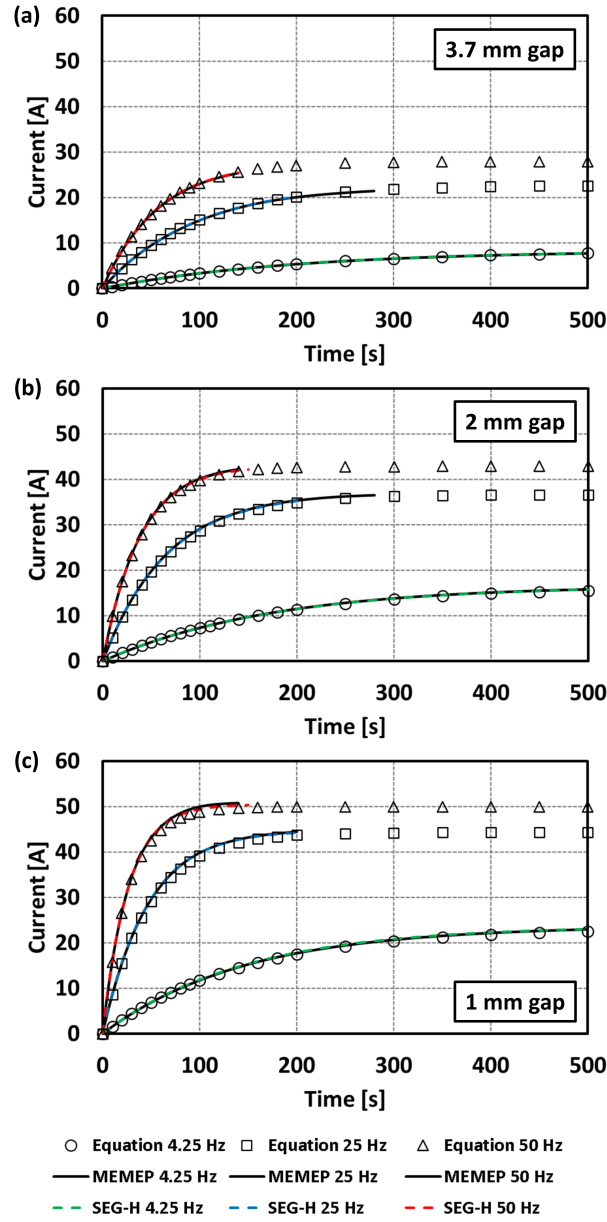 (a)
60
50
40
30
20
10
0
Current [A]
3.7 mm gap
0 100 200 300 400 500
Time [s]
(b)
60
50
40
30
20
10
0
Current [A]
2 mm gap
0 100 200 300 400 500
Time [s]
(c)
60
50
40
30
20
10
0
Current [A]
1 mm gap
0 100 200 300 400 500
Time [s]
Equation 4.25 Hz Equation 25 Hz Equation 50 Hz
MEMEP 4.25 Hz MEMEP 25 Hz MEMEP 50 Hz
SEG-H 4.25 Hz SEG-H 25 Hz SEG-H 50 Hz